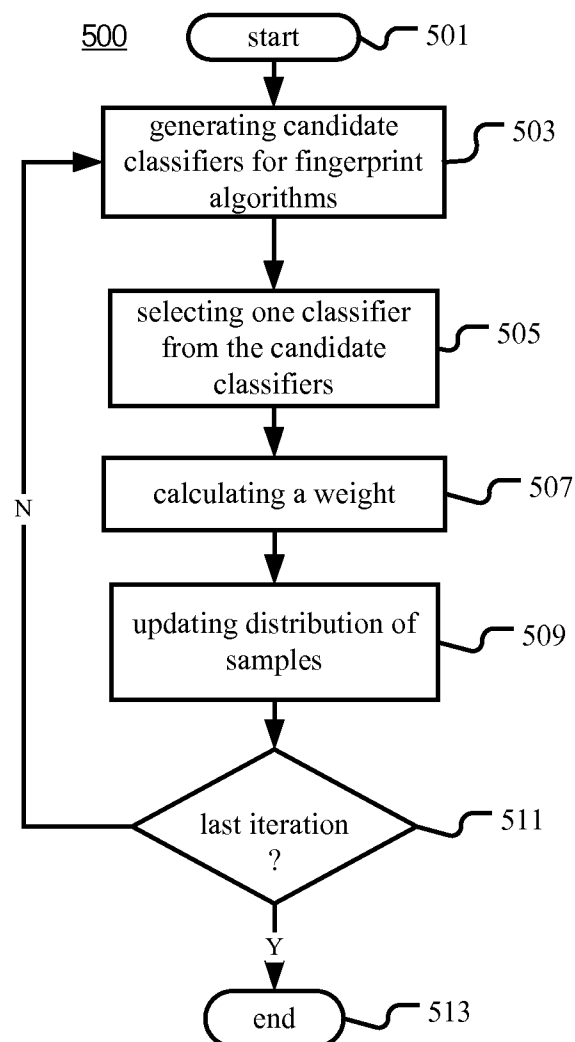 500
start
501
generating candidate
classifiers for fingerprint
algorithms
503
selecting one classifier
from the candidate
classifiers
505
calculating a weight
507
N
updating distribution of
samples
509
last iteration
?
511
Y
end
513